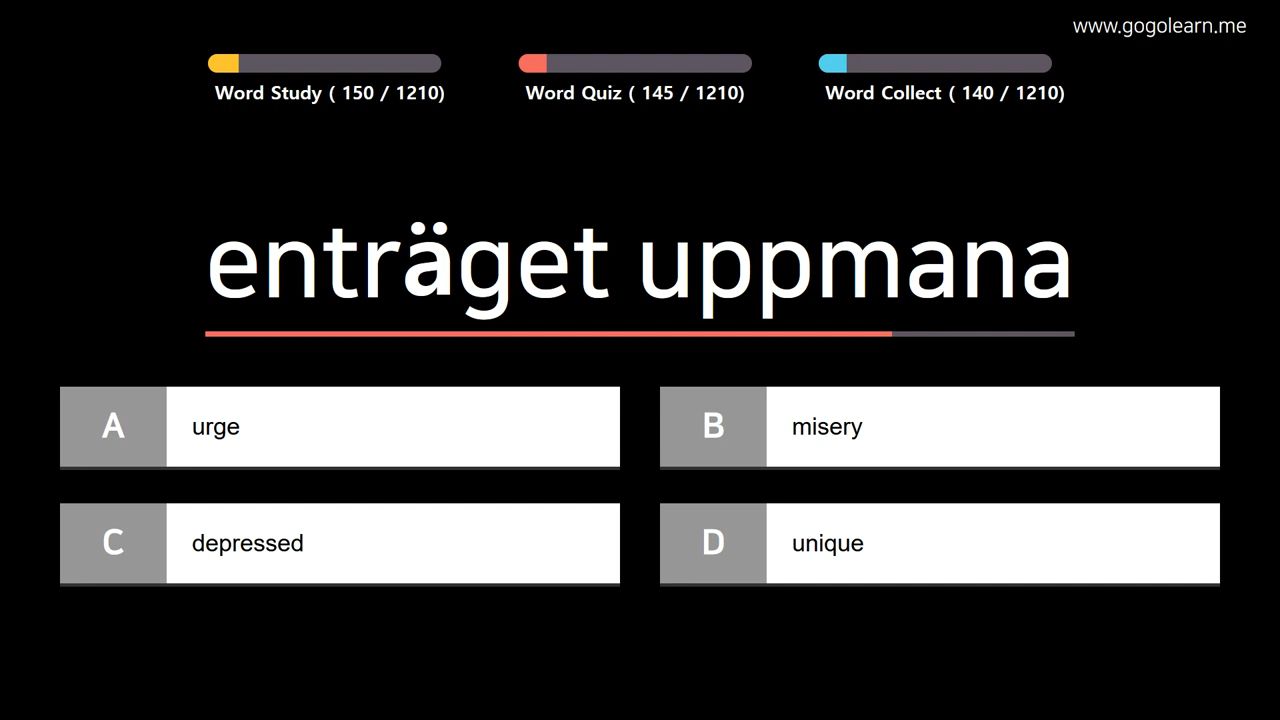 www.gogolearn.me
Word Study ( 150 / 1210)
Word Quiz ( 145 / 1210)
Word Collect ( 140 / 1210)
enträget uppmana
A
urge
B
misery
C
depressed
D
unique